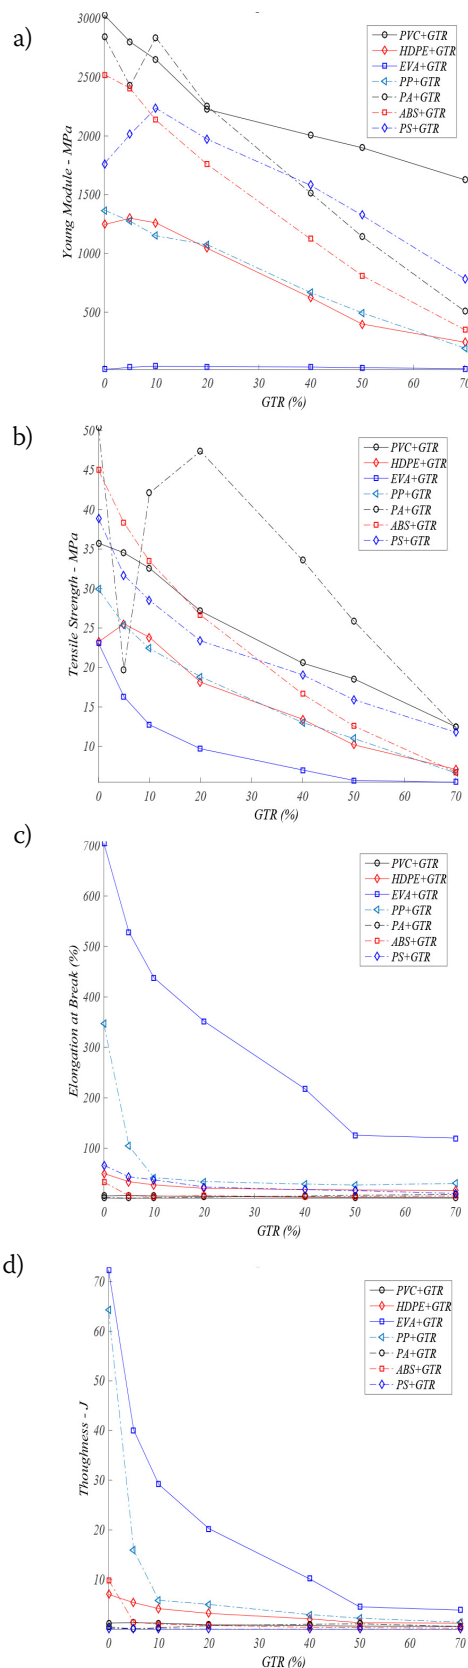 a)
3000
2500
2000
1500
1000
500
0 10 20 30 40 50 60 70
Young Module - MPa
GTR (%)
PVC+GTR
HDPE+GTR
EVA+GTR
PP+GTR
PA+GTR
ABS+GTR
PS+GTR
b)
50
45
40
35
30
25
20
15
10
0 10 20 30 40 50 60 70
Tensile Strength - MPa
GTR (%)
PVC+GTR
HDPE+GTR
EVA+GTR
PP+GTR
PA+GTR
ABS+GTR
PS+GTR
c)
700
600
500
400
300
200
100
0 10 20 30 40 50 60 70
Elongation at Break (%)
GTR (%)
PVC+GTR
HDPE+GTR
EVA+GTR
PP+GTR
PA+GTR
ABS+GTR
PS+GTR
d)
70
60
50
40
30
20
10
0 10 20 30 40 50 60 70
Thoughness - J
GTR (%)
PVC+GTR
HDPE+GTR
EVA+GTR
PP+GTR
PA+GTR
ABS+GTR
PS+GTR